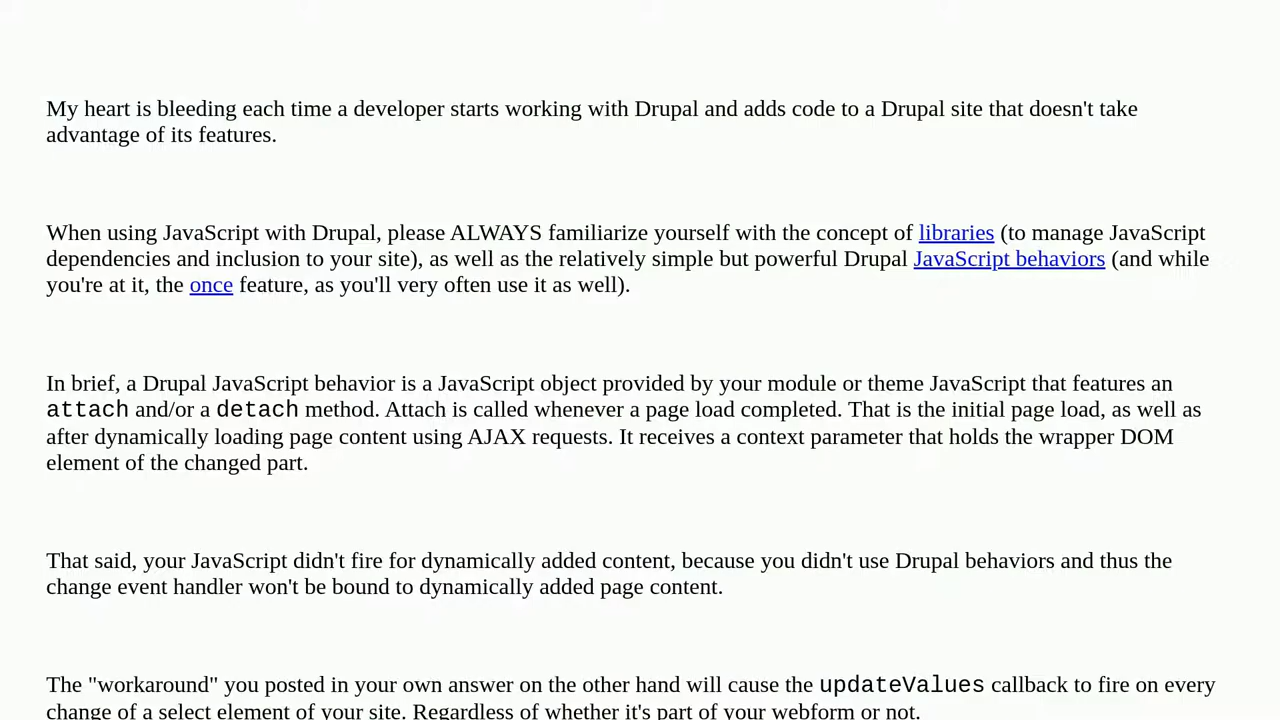 My heart is bleeding each time a developer starts working with Drupal and adds code to a Drupal site that doesn't take
advantage of its features.
When using JavaScript with Drupal, please ALWAYS familiarize yourself with the concept of libraries (to manage JavaScript
dependencies and inclusion to your site), as well as the relatively simple but powerful Drupal JavaScript behaviors (and while
you're at it, the once feature, as you'll very often use it as well).
In brief, a Drupal JavaScript behavior is a JavaScript object provided by your module or theme JavaScript that features an
attach and/or a detach method. Attach is called whenever a page load completed. That is the initial page load, as well as
after dynamically loading page content using AJAX requests. It receives a context parameter that holds the wrapper DOM
element of the changed part.
That said, your JavaScript didn't fire for dynamically added content, because you didn't use Drupal behaviors and thus the
change event handler won't be bound to dynamically added page content.
The "workaround" you posted in your own answer on the other hand will cause the updateValues callback to fire on every
change of a select element of your site. Regardless of whether it's part of your webform or not.